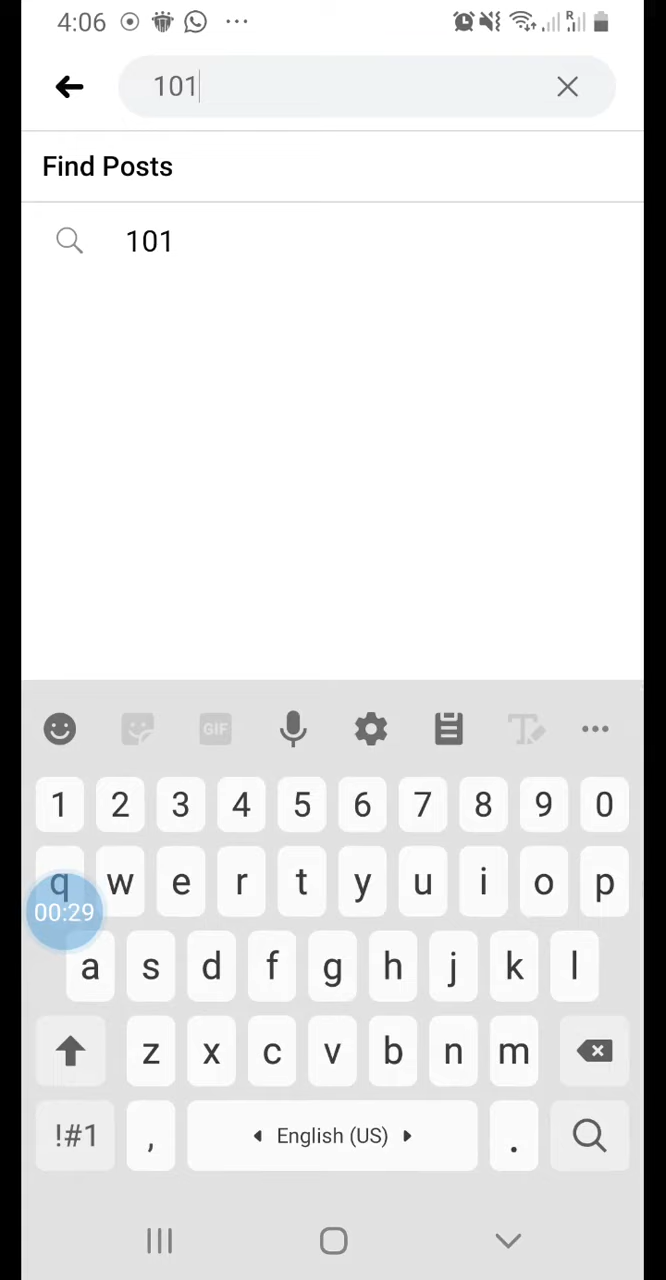 4:06
101
Find Posts
101
GIF
1 2 3 4 5 6 7 8 9 0
q w e r t y u i o p
00:29
a s d f g h j k l
z x c v b n m
!#1 , English (US) .